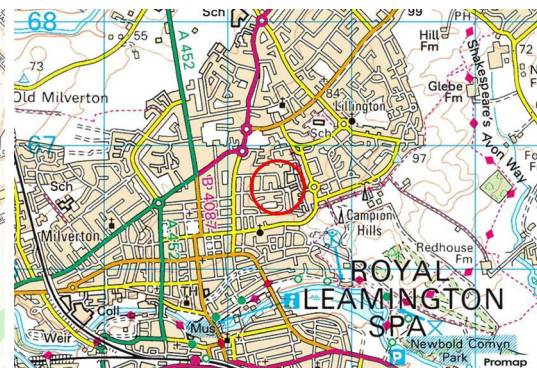 68
55
Sch
99
PH
Hill
Fm
72
A 452
73
Old Milverton
84
Lillington
Glebe
Fm
Shakespeare's Avon Way
67
Sch
97
Sch
B 4087
Milverton
A 452
Campion
Hills
Redhouse
Fm
ROYAL
LEAMINGTON
SPA
Coll
TH
Mus
Weir
P
Newbold Comyn
Park
Promap